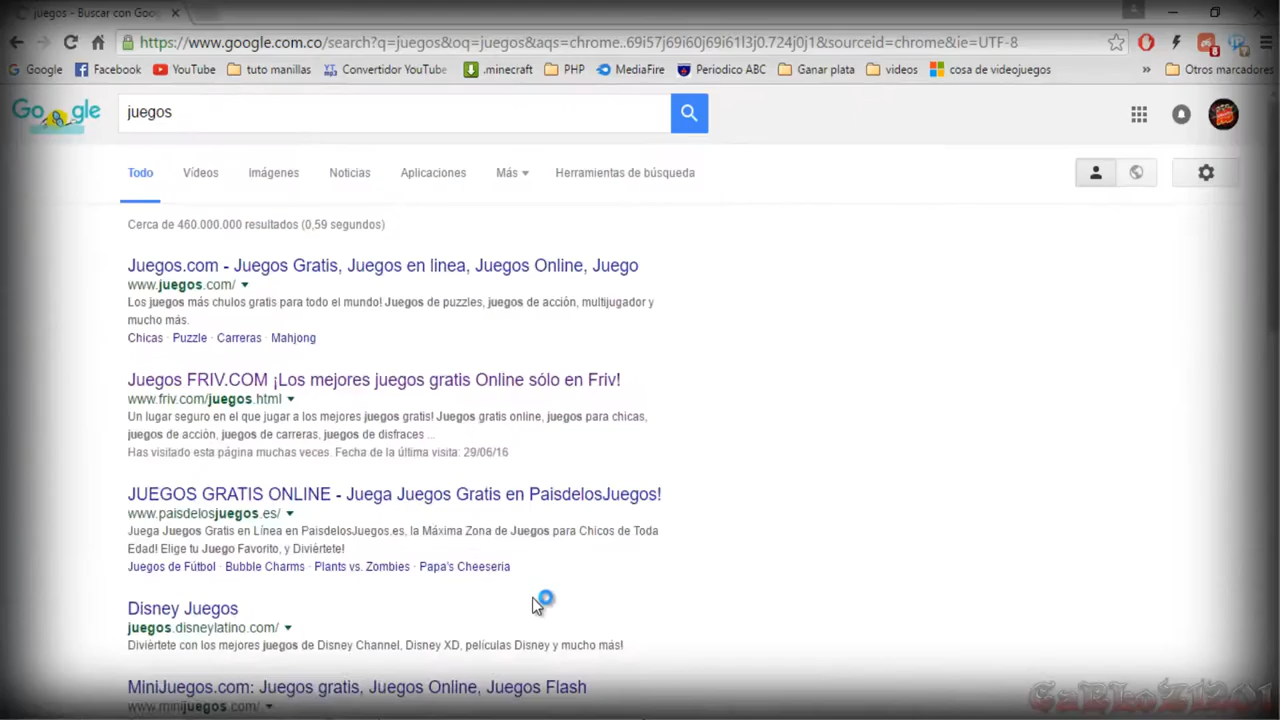 juegos - Buscar con Goo
https://www.google.com.co/search?q=juegos&oq=juegos&aqs=chrome..69i57j69i60j69i61l3j0.724j0j1&sourceid=chrome&ie=UTF-8
Google Facebook YouTube tuto manillas Convertidor YouTube .minecraft PHP MediaFire Periodico ABC Ganar plata videos cosa de videojuegos » Otros marcadores
Google juegos
Todo Vídeos Imágenes Noticias Aplicaciones Más Herramientas de búsqueda
Cerca de 460.000.000 resultados (0,59 segundos)
Juegos.com - Juegos Gratis, Juegos en linea, Juegos Online, Juego
www.juegos.com/
Los juegos más chulos gratis para todo el mundo! Juegos de puzzles, juegos de acción, multijugador y
mucho más.
Chicas · Puzzle · Carreras · Mahjong
Juegos FRIV.COM ¡Los mejores juegos gratis Online sólo en Friv!
www.friv.com/juegos.html
Un lugar seguro en el que jugar a los mejores juegos gratis! Juegos gratis online, juegos para chicas,
juegos de acción, juegos de carreras, juegos de disfraces ...
Has visitado esta página muchas veces. Fecha de la última visita: 29/06/16
JUEGOS GRATIS ONLINE - Juega Juegos Gratis en PaisdelosJuegos!
www.paisdelosjuegos.es/
Juega Juegos Gratis en Línea en PaisdelosJuegos.es, la Máxima Zona de Juegos para Chicos de Toda
Edad! Elige tu Juego Favorito, y Diviértete!
Juegos de Fútbol · Bubble Charms · Plants vs. Zombies · Papa's Cheeseria
Disney Juegos
juegos.disneylatino.com/
Diviértete con los mejores juegos de Disney Channel, Disney XD, películas Disney y mucho más!
MiniJuegos.com: Juegos gratis, Juegos Online, Juegos Flash
www.minijuegos.com/